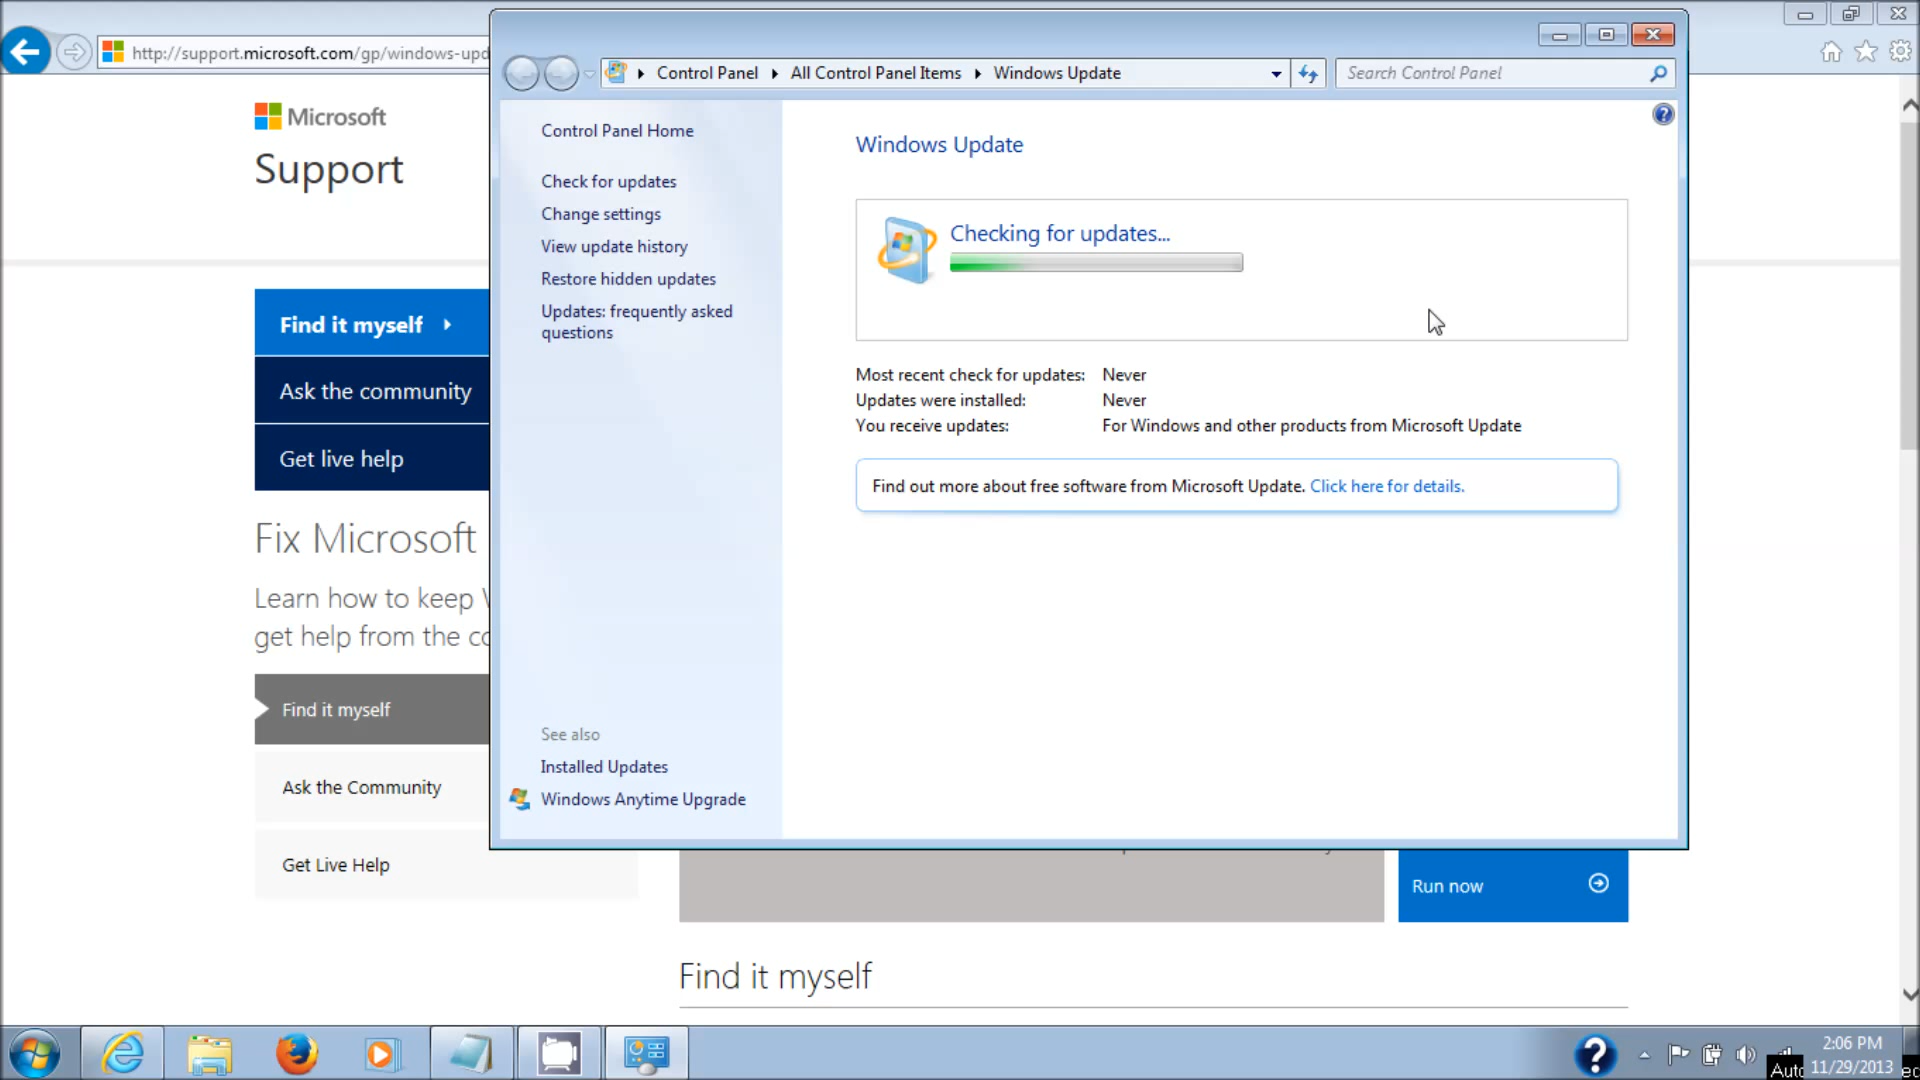 http://support.microsoft.com/gp/windows-upd
Microsoft
Support
Find it myself
Ask the community
Get live help
Fix Microsoft
Learn how to keep
get help from the
Find it myself
Ask the Community
Get Live Help
Control Panel
All Control Panel Items
Windows Update
Search Control Panel
Control Panel Home
Check for updates
Change settings
View update history
Restore hidden updates
Updates: frequently asked
questions
See also
Installed Updates
Windows Anytime Upgrade
Windows Update
Checking for updates...
Most recent check for updates: Never
Updates were installed: Never
You receive updates: For Windows and other products from Microsoft Update
Find out more about free software from Microsoft Update. Click here for details.
Run now
Find it myself
2:06 PM
11/29/2013